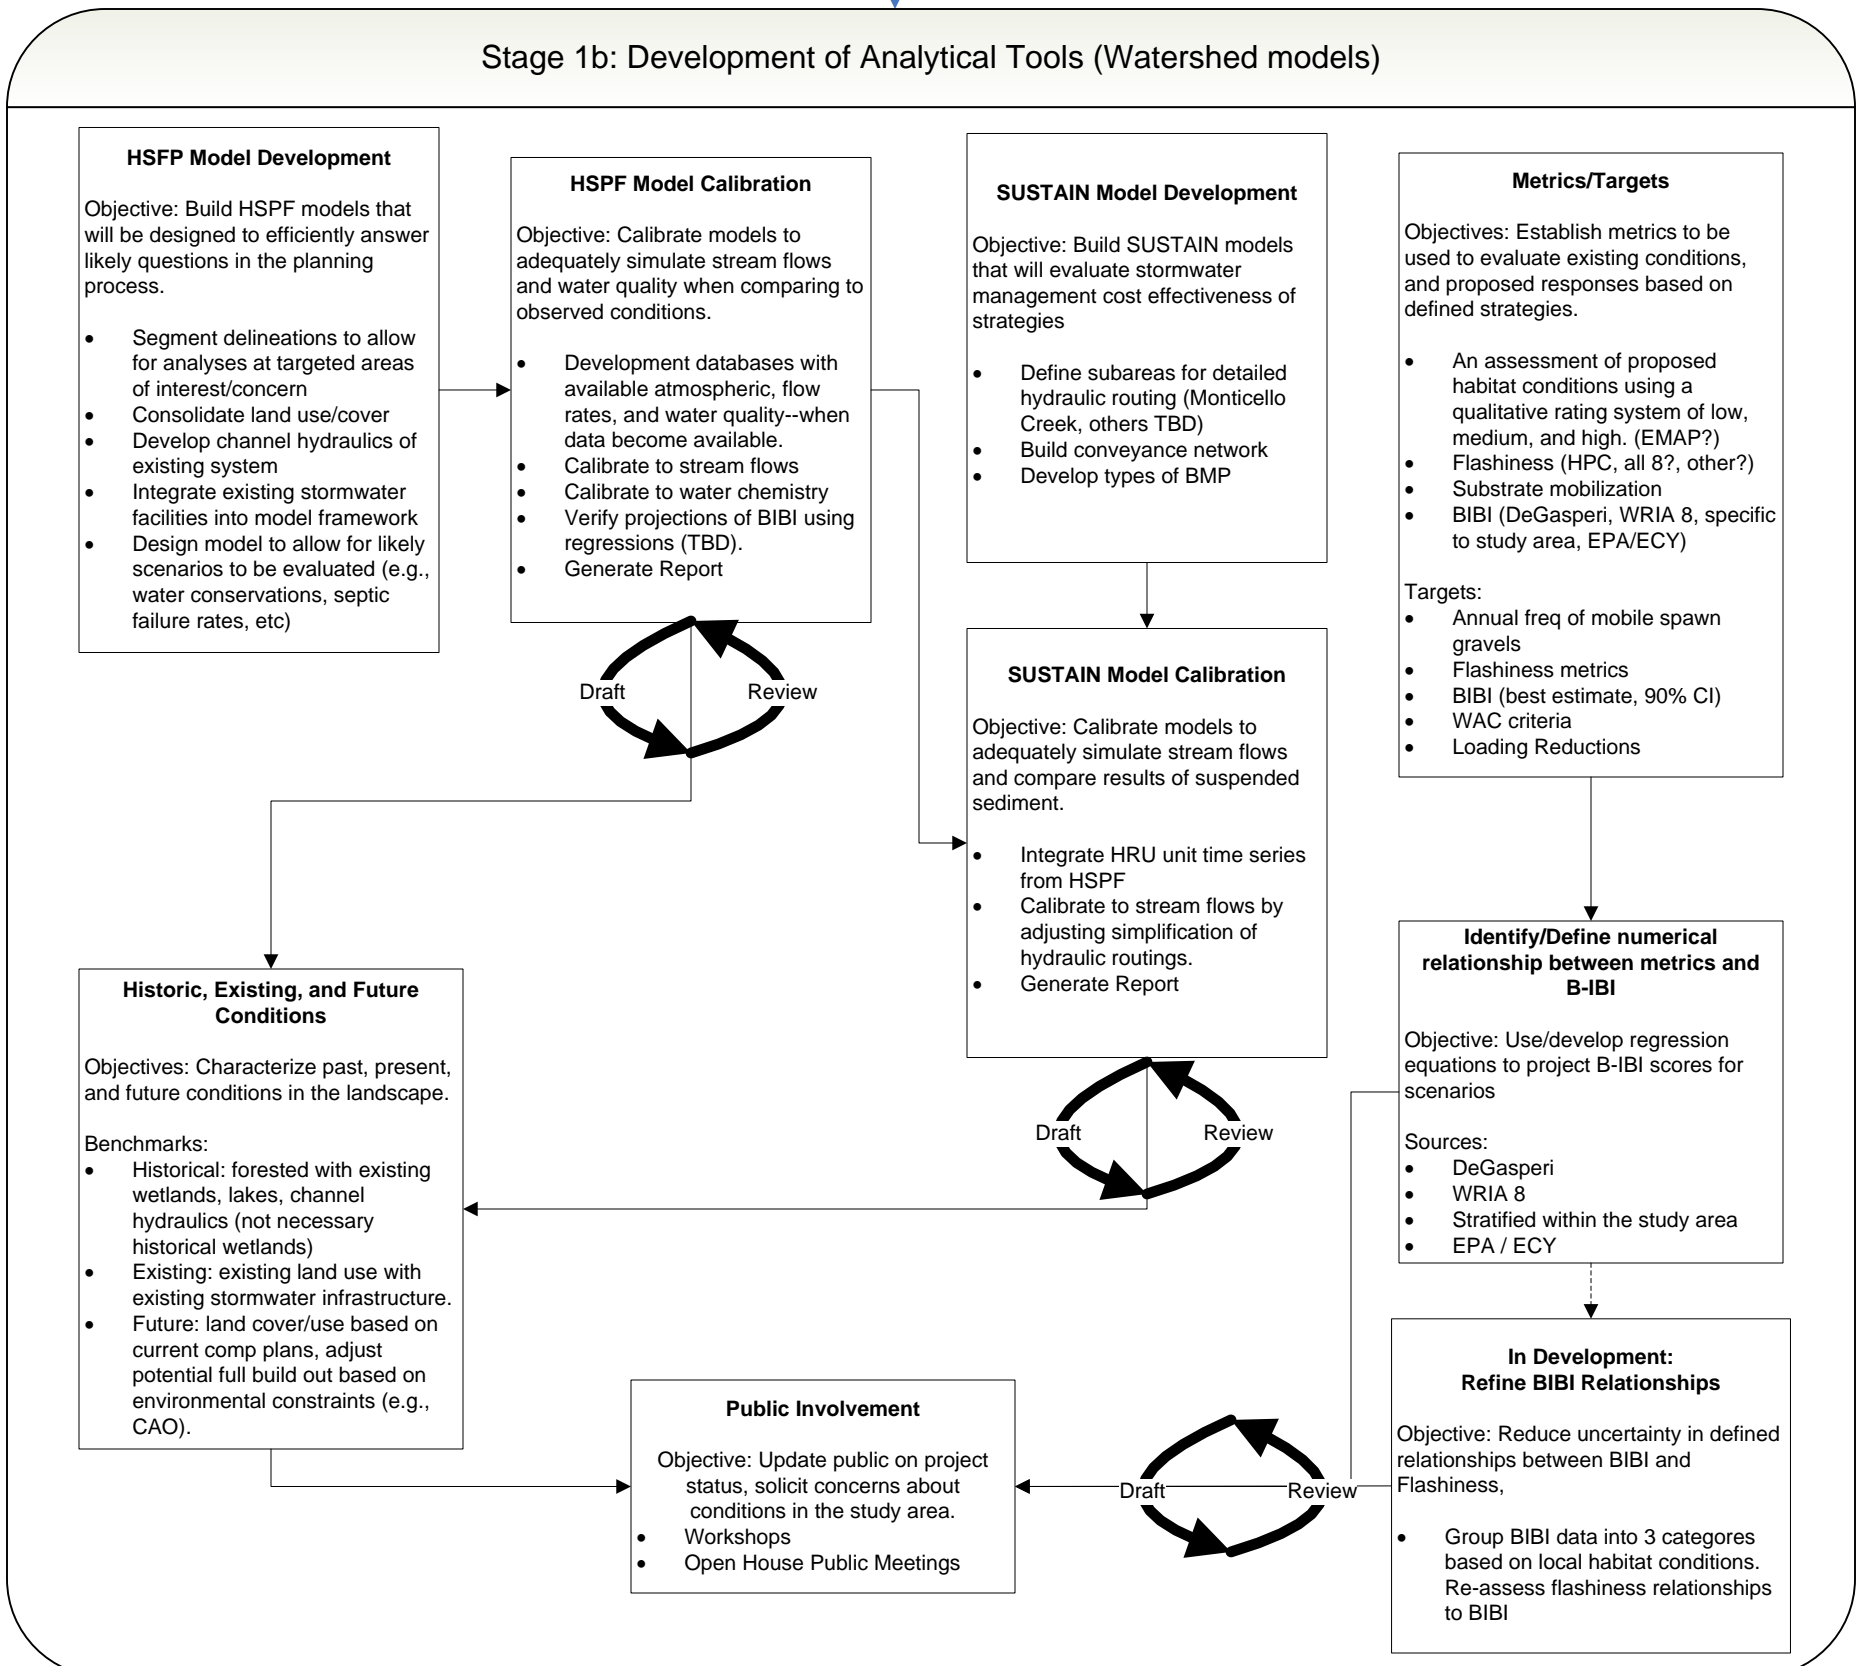 Stage 1b: Development of Analytical Tools (Watershed models)
HSFP Model Development
Objective: Build HSPF models that
will be designed to efficiently answer
likely questions in the planning
process.
• Segment delineations to allow
for analyses at targeted areas
of interest/concern
• Consolidate land use/cover
• Develop channel hydraulics of
existing system
• Integrate existing stormwater
facilities into model framework
• Design model to allow for likely
scenarios to be evaluated (e.g.,
water conservations, septic
failure rates, etc)
HSPF Model Calibration
Objective: Calibrate models to
adequately simulate stream flows
and water quality when comparing to
observed conditions.
• Development databases with
available atmospheric, flow
rates, and water quality--when
data become available.
• Calibrate to stream flows
• Calibrate to water chemistry
• Verify projections of BIBI using
regressions (TBD).
• Generate Report
Draft
Review
SUSTAIN Model Development
Objective: Build SUSTAIN models
that will evaluate stormwater
management cost effectiveness of
strategies
• Define subareas for detailed
hydraulic routing (Monticello
Creek, others TBD)
• Build conveyance network
• Develop types of BMP
SUSTAIN Model Calibration
Objective: Calibrate models to
adequately simulate stream flows
and compare results of suspended
sediment.
• Integrate HRU unit time series
from HSPF
• Calibrate to stream flows by
adjusting simplification of
hydraulic routings.
• Generate Report
Draft
Review
Metrics/Targets
Objectives: Establish metrics to be
used to evaluate existing conditions,
and proposed responses based on
defined strategies.
• An assessment of proposed
habitat conditions using a
qualitative rating system of low,
medium, and high. (EMAP?)
• Flashiness (HPC, all 8?, other?)
• Substrate mobilization
• BIBI (DeGasperi, WRIA 8, specific
to study area, EPA/ECY)
Targets:
• Annual freq of mobile spawn
gravels
• Flashiness metrics
• BIBI (best estimate, 90% CI)
• WAC criteria
• Loading Reductions
Identify/Define numerical
relationship between metrics and
B-IBI
Objective: Use/develop regression
equations to project B-IBI scores for
scenarios
Sources:
• DeGasperi
• WRIA 8
• Stratified within the study area
• EPA / ECY
In Development:
Refine BIBI Relationships
Objective: Reduce uncertainty in defined
relationships between BIBI and
Flashiness,
• Group BIBI data into 3 categores
based on local habitat conditions.
Re-assess flashiness relationships
to BIBI
Draft
Review
Historic, Existing, and Future
Conditions
Objectives: Characterize past, present,
and future conditions in the landscape.
Benchmarks:
• Historical: forested with existing
wetlands, lakes, channel
hydraulics (not necessary
historical wetlands)
• Existing: existing land use with
existing stormwater infrastructure.
• Future: land cover/use based on
current comp plans, adjust
potential full build out based on
environmental constraints (e.g.,
CAO).
Public Involvement
Objective: Update public on project
status, solicit concerns about
conditions in the study area.
• Workshops
• Open House Public Meetings